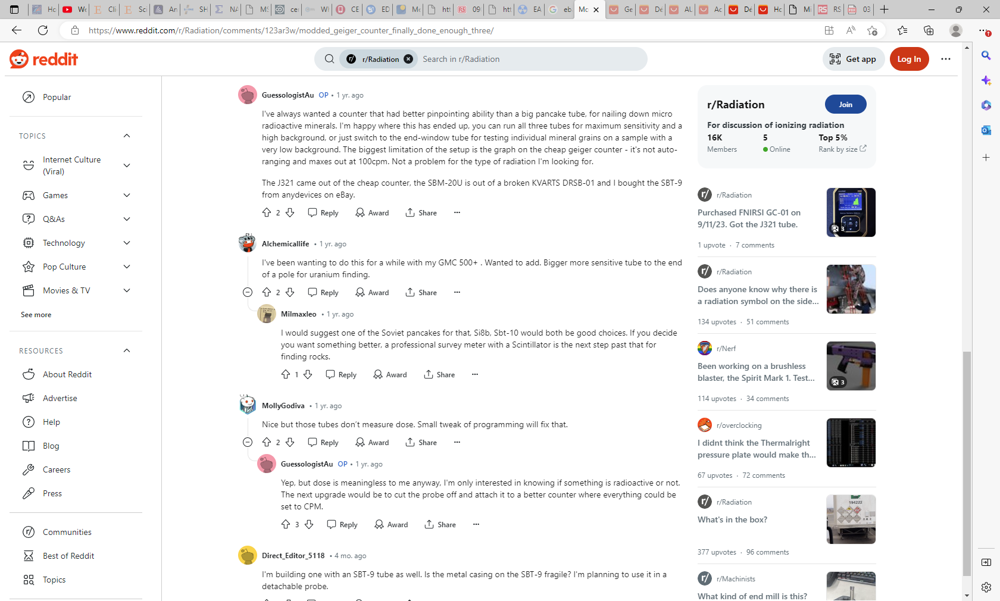 Ho
We
Cli
Sci
An
SH
NA
MS
cer
Wh
CE
ED
Me
htt
09
htt
EA
eb
Mc
Ge
De
AU
Ac
De
Ho
Mi
RS
03
https://www.reddit.com/r/Radiation/comments/123ar3w/modded_geiger_counter_finally_done_enough_three/
reddit
r/Radiation
Search in r/Radiation
Get app
Log In
Popular
TOPICS
Internet Culture
(Viral)
Games
Q&As
Technology
Pop Culture
Movies & TV
See more
RESOURCES
About Reddit
Advertise
Help
Blog
Careers
Press
Communities
Best of Reddit
Topics
GuessologistAu OP • 1 yr. ago
I've always wanted a counter that had better pinpointing ability than a big pancake tube, for nailing down micro
radioactive minerals. I'm happy where this has ended up, you can run all three tubes for maximum sensitivity and a
high background, or just switch to the end-window tube for testing individual mineral grains on a sample with a
very low background. The biggest limitation of the setup is the graph on the cheap geiger counter - it's not auto-
ranging and maxes out at 100cpm. Not a problem for the type of radiation I'm looking for.
The J321 came out of the cheap counter, the SBM-20U is out of a broken KVARTS DRSB-01 and I bought the SBT-9
from anydevices on eBay.
2 Reply Award Share
Alchemicallife • 1 yr. ago
I've been wanting to do this for a while with my GMC 500+ . Wanted to add. Bigger more sensitive tube to the end
of a pole for uranium finding.
2 Reply Award Share
Milmaxleo • 1 yr. ago
I would suggest one of the Soviet pancakes for that, Si8b, Sbt-10 would both be good choices. If you decide
you want something better, a professional survey meter with a Scintillator is the next step past that for
finding rocks.
1 Reply Award Share
MollyGodiva • 1 yr. ago
Nice but those tubes don’t measure dose. Small tweak of programming will fix that.
2 Reply Award Share
GuessologistAu OP • 1 yr. ago
Yep, but dose is meaningless to me anyway, I'm only interested in knowing if something is radioactive or not.
The next upgrade would be to cut the probe off and attach it to a better counter where everything could be
set to CPM.
3 Reply Award Share
Direct_Editor_5118 • 4 mo. ago
I'm building one with an SBT-9 tube as well. Is the metal casing on the SBT-9 fragile? I'm planning to use it in a
detachable probe.
r/Radiation
Join
For discussion of ionizing radiation
16K 5 Top 5%
Members Online Rank by size
r/Radiation
Purchased FNIRSI GC-01 on
9/11/23. Got the J321 tube.
3
1 upvote · 7 comments
r/Radiation
Does anyone know why there is
a radiation symbol on the side...
134 upvotes · 51 comments
r/Nerf
Been working on a brushless
blaster, the Spirit Mark 1. Test...
3
114 upvotes · 34 comments
r/overclocking
I didnt think the Thermalright
pressure plate would make th...
67 upvotes · 72 comments
r/Radiation
What's in the box?
194222
377 upvotes · 96 comments
r/Machinists
What kind of end mill is this?